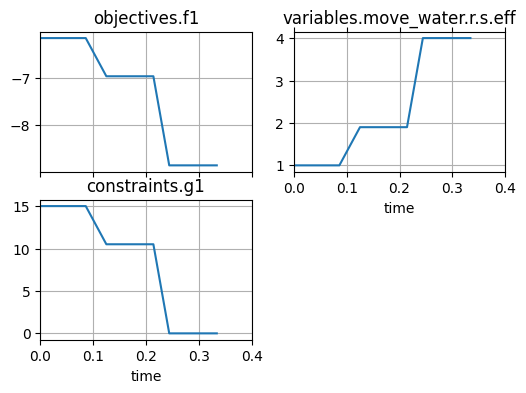 objectives.f1
−7
−8
variables.move_water.r.s.eff
4
3
2
1
0.0 0.1 0.2 0.3 0.4
time
constraints.g1
15
10
5
0
0.0 0.1 0.2 0.3 0.4
time